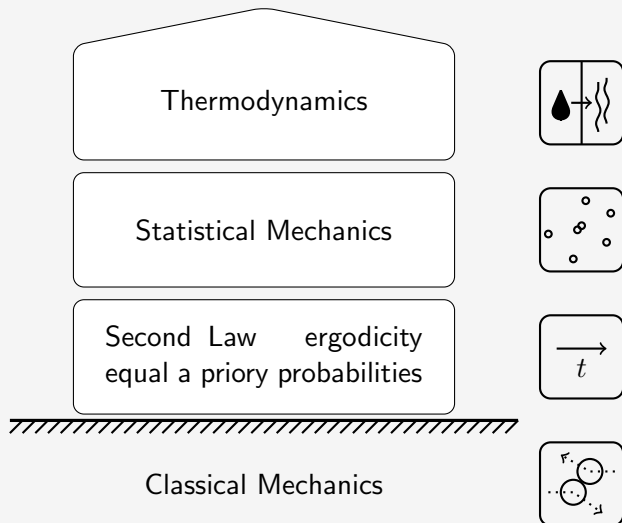 Thermodynamics
Statistical Mechanics
Second Law ergodicity
equal a priory probabilities
t
Classical Mechanics